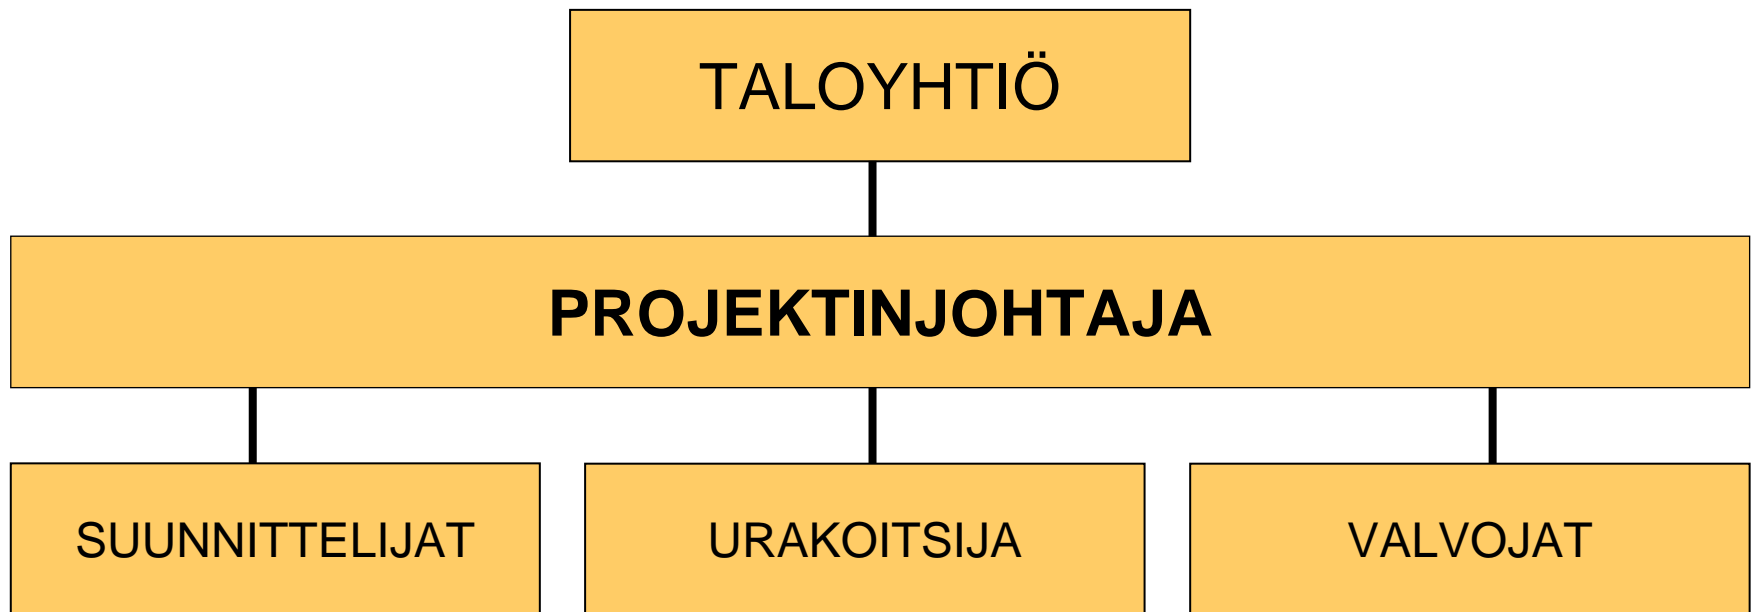 TALOYHTIÖ
PROJEKTINJOHTAJA
SUUNNITTELIJAT
URAKOITSIJA
VALVOJAT